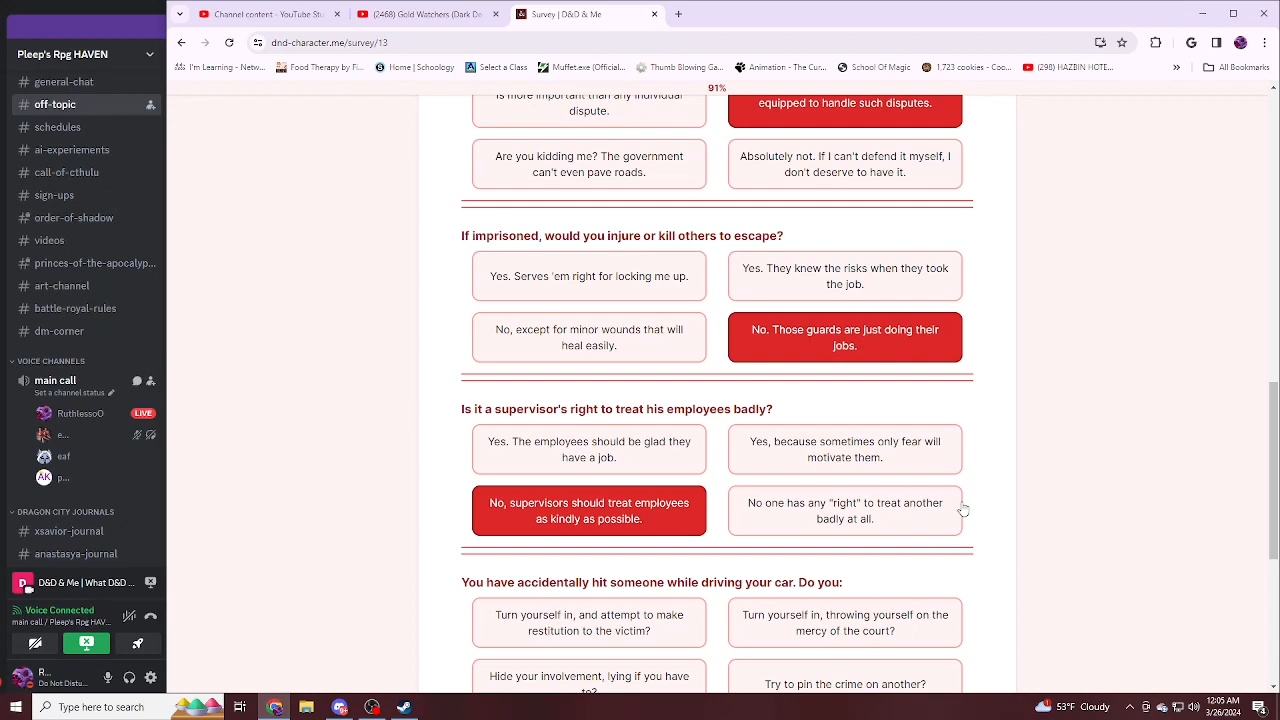 Channel content - YouTube Stu
(2468) Gold Watchers (Dark De
Survey | D&D & Me
dnd-character.me/survey/13
I'm Learning - Netw...
Food Therapy by Fi...
Home | Schoology
Select a Class
Muffet.exe (Official...
Thumb Blowing Ga...
Animation - The Cur...
School Of Magic
1,723 cookies - Coo...
(298) HAZBIN HOTE...
All Bookmarks
91%
Pleep's Rpg HAVEN
general-chat
off-topic
schedules
ai-experiements
call-of-cthulu
sign-ups
order-of-shadow
videos
princes-of-the-apocalyp...
art-channel
battle-royal-rules
dm-corner
VOICE CHANNELS
main call
Set a channel status
RuthlessoO
LIVE
e...
eaf
AK
p...
DRAGON CITY JOURNALS
xsavior-journal
anastasya-journal
D
D&D & Me | What D&D ...
Voice Connected
main call / Pleep's Rpg HAV...
R...
Do Not Distu...
is more important than any individual
dispute.
equipped to handle such disputes.
Are you kidding me? The government
can't even pave roads.
Absolutely not. If I can't defend it myself, I
don't deserve to have it.
If imprisoned, would you injure or kill others to escape?
Yes. Serves 'em right for locking me up.
Yes. They knew the risks when they took
the job.
No, except for minor wounds that will
heal easily.
No. Those guards are just doing their
jobs.
Is it a supervisor's right to treat his employees badly?
Yes. The employees should be glad they
have a job.
Yes, because sometimes only fear will
motivate them.
No, supervisors should treat employees
as kindly as possible.
No one has any "right" to treat another
badly at all.
You have accidentally hit someone while driving your car. Do you:
Turn yourself in, and attempt to make
restitution to the victim?
Turn yourself in, throwing yourself on the
mercy of the court?
Hide your involvement, lying if you have
Try to pin the crime on another?
Type here to search
53°F Cloudy
12:05 AM
3/26/2024